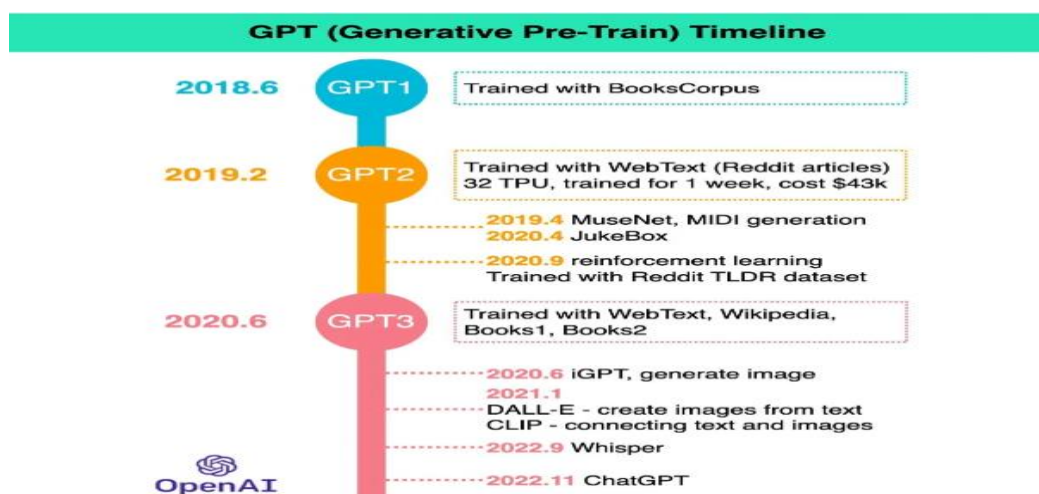 GPT (Generative Pre-Train) Timeline
2018.6 GPT1 Trained with BooksCorpus
2019.2 GPT2 Trained with WebText (Reddit articles)
32 TPU, trained for 1 week, cost $43k
2019.4 MuseNet, MIDI generation
2020.4 JukeBox
2020.9 reinforcement learning
Trained with Reddit TLDR dataset
2020.6 GPT3 Trained with WebText, Wikipedia,
Books1, Books2
2020.6 iGPT, generate image
2021.1
DALL-E - create images from text
CLIP - connecting text and images
2022.9 Whisper
2022.11 ChatGPT
OpenAI